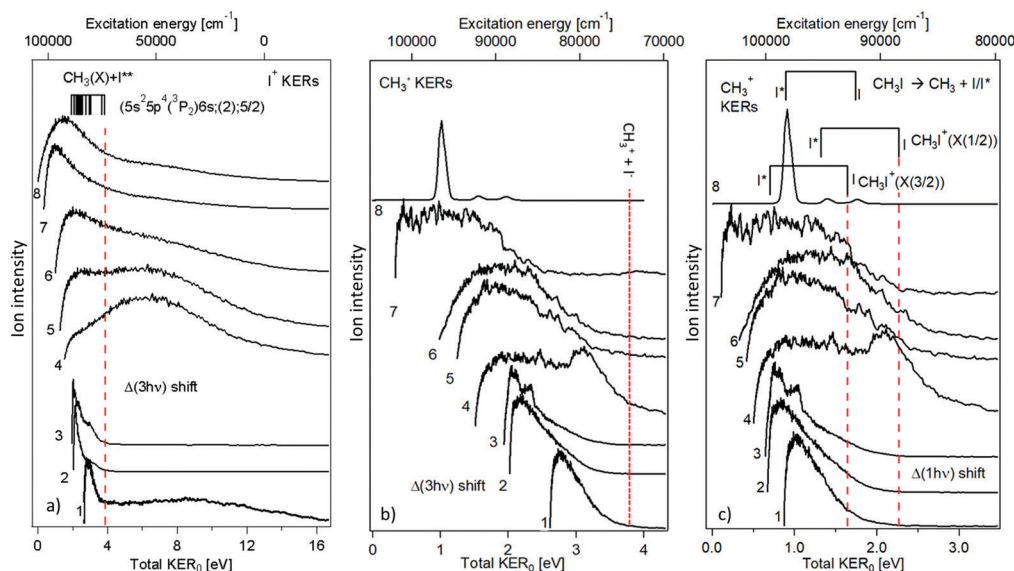 Excitation energy [cm⁻¹]
100000 50000 0
CH₃(X)+I** I⁺ KERs
(5s²5p⁴(³P₂)6s;(2);5/2)
8
7
6
5
4
Δ(3hν) shift
3
2
1
a)
Ion intensity
0 4 8 12 16
Total KER₀ [eV]
Excitation energy [cm⁻¹]
100000 90000 80000 70000
CH₃⁺ KERs
CH₃⁺ + I⁻
8
7
6
5
4
3
Δ(3hν) shift 2
1
b)
Ion intensity
0 1 2 3 4
Total KER₀ [eV]
Excitation energy [cm⁻¹]
100000 90000 80000
CH₃⁺
KERs
I* I CH₃I → CH₃ + I/I*
I* I CH₃I⁺(X(1/2))
I* I CH₃I⁺(X(3/2))
8
7
6
5
4
3
Δ(1hν) shift
2
1
c)
Ion intensity
0.0 1.0 2.0 3.0
Total KER₀ [eV]